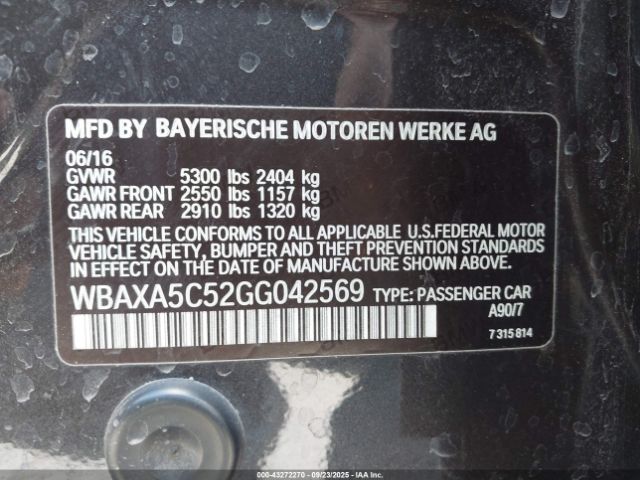 MFD BY BAYERISCHE MOTOREN WERKE AG
06/16
GVWR 5300 lbs 2404 kg
GAWR FRONT 2550 lbs 1157 kg
GAWR REAR 2910 lbs 1320 kg
THIS VEHICLE CONFORMS TO ALL APPLICABLE U.S.FEDERAL MOTOR
VEHICLE SAFETY, BUMPER AND THEFT PREVENTION STANDARDS
IN EFFECT ON THE DATE OF MANUFACTURE SHOWN ABOVE.
WBAXA5C52GG042569 TYPE: PASSENGER CAR
A90/7
7 315 814
000-43272270 - 09/23/2025 - Copyright IAA, LLC.